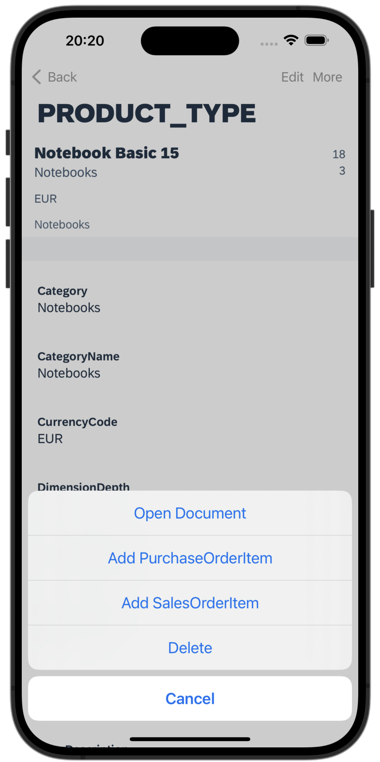 20:20
Back Edit More
PRODUCT_TYPE
Notebook Basic 15 18
Notebooks 3
EUR
Notebooks
Category
Notebooks
CategoryName
Notebooks
CurrencyCode
EUR
DimensionDepth
Open Document
Add PurchaseOrderItem
Add SalesOrderItem
Delete
Cancel